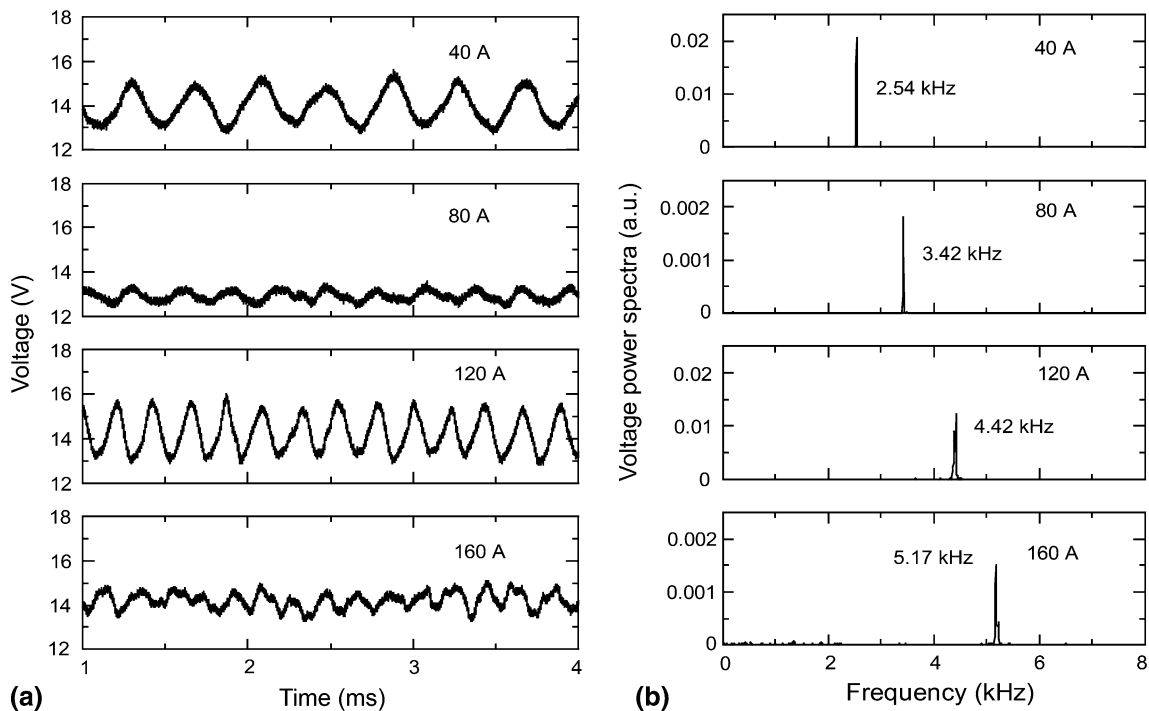 18
16
14
12
40 A
18
16
13
12
80 A
18
16
14
12
120 A
18
16
14
12
160 A
1
2
3
4
Voltage (V)
Time (ms)
(a)
0.02
0.01
0
40 A
2.54 kHz
0.002
0.001
0
80 A
3.42 kHz
0.02
0.01
0
120 A
4.42 kHz
0.002
0.001
0
5.17 kHz
160 A
0
2
4
6
8
Voltage power spectra (a.u.)
Frequency (kHz)
(b)